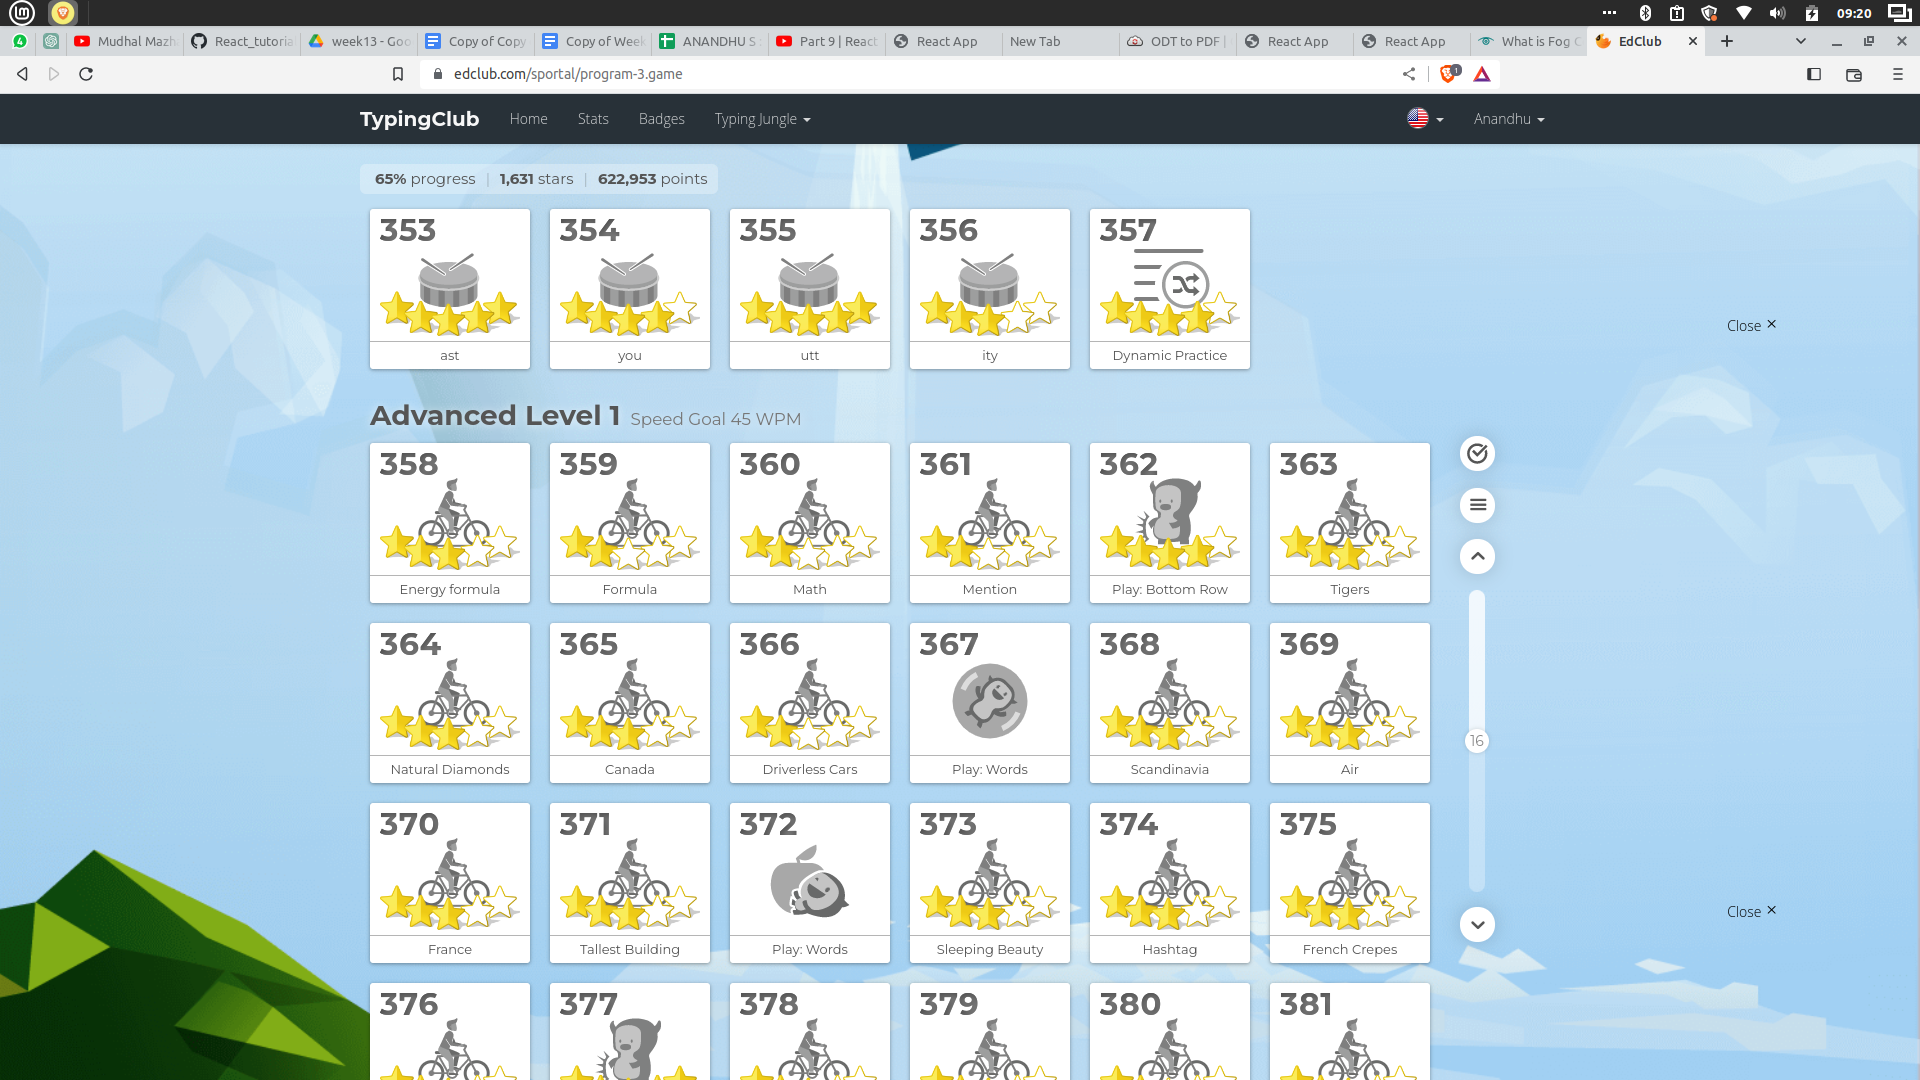 09:20
4
Mudhal Mazh
React_tutoria
week13 - Goo
Copy of Copy
Copy of Week
ANANDHU S
Part 9 | React
React App
New Tab
ODT to PDF |
React App
React App
What is Fog C
EdClub
edclub.com/sportal/program-3.game
1
TypingClub
Home
Stats
Badges
Typing Jungle
Anandhu
65% progress | 1,631 stars | 622,953 points
353
354
355
356
357
ast
you
utt
ity
Dynamic Practice
Close ×
Advanced Level 1 Speed Goal 45 WPM
358
359
360
361
362
363
Energy formula
Formula
Math
Mention
Play: Bottom Row
Tigers
364
365
366
367
368
369
16
Natural Diamonds
Canada
Driverless Cars
Play: Words
Scandinavia
Air
370
371
372
373
374
375
Close ×
France
Tallest Building
Play: Words
Sleeping Beauty
Hashtag
French Crepes
376
377
378
379
380
381